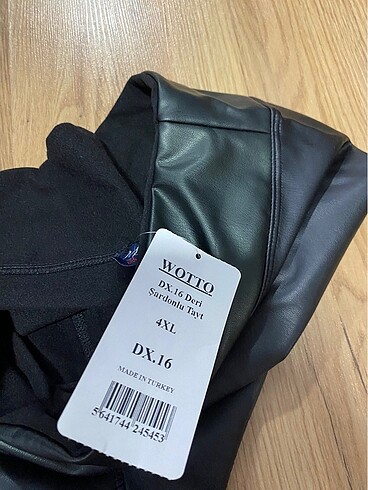 WOTTO
DX.16 Deri
Şardonlu Tayt
4XL
DX.16
MADE IN TURKEY
5641744 245453